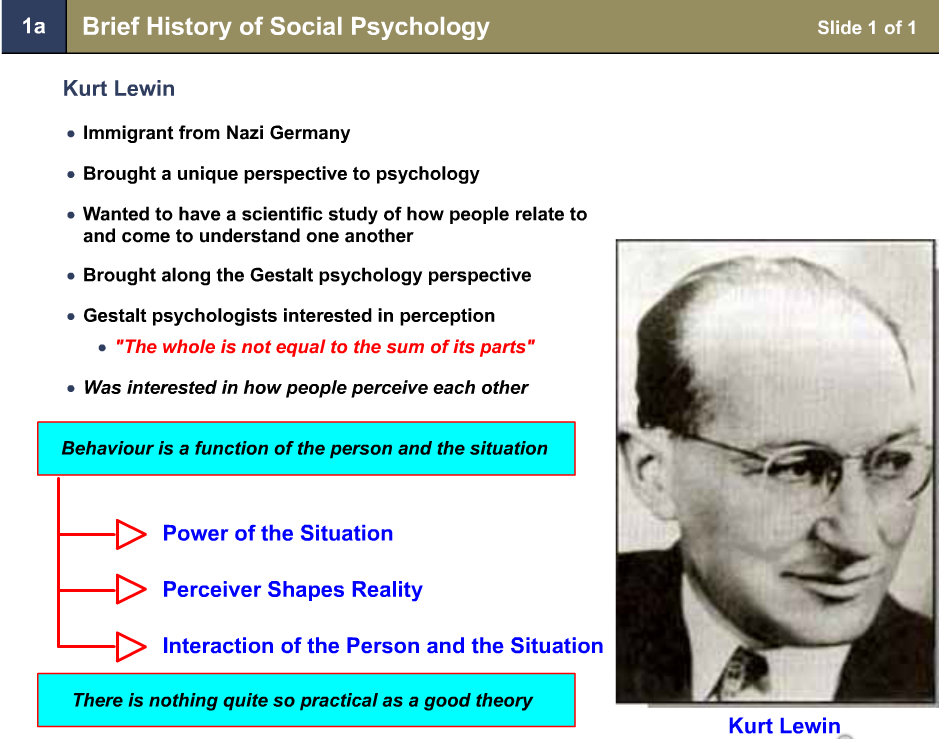 1a Brief History of Social Psychology Slide 1 of 1
Kurt Lewin
• Immigrant from Nazi Germany
• Brought a unique perspective to psychology
• Wanted to have a scientific study of how people relate to
and come to understand one another
• Brought along the Gestalt psychology perspective
• Gestalt psychologists interested in perception
• "The whole is not equal to the sum of its parts"
• Was interested in how people perceive each other
Behaviour is a function of the person and the situation
Power of the Situation
Perceiver Shapes Reality
Interaction of the Person and the Situation
There is nothing quite so practical as a good theory
Kurt Lewin